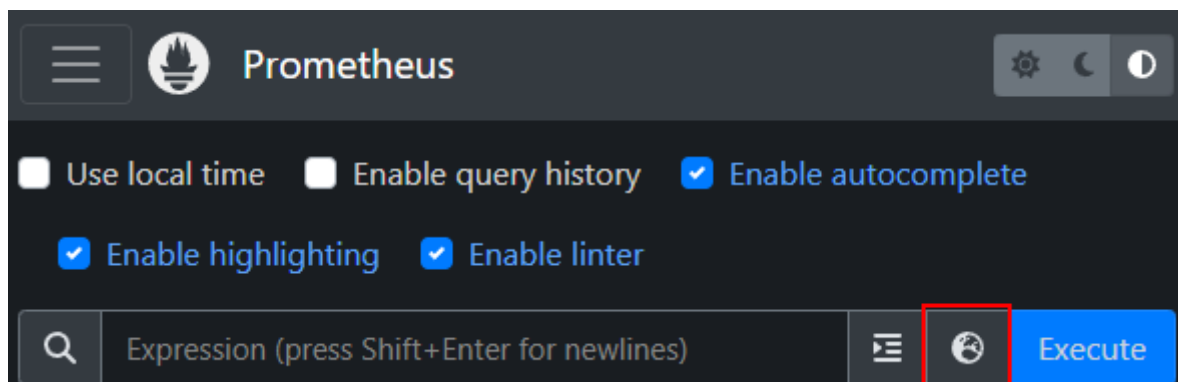 Prometheus
Use local time Enable query history Enable autocomplete
Enable highlighting Enable linter
Expression (press Shift+Enter for newlines) Execute